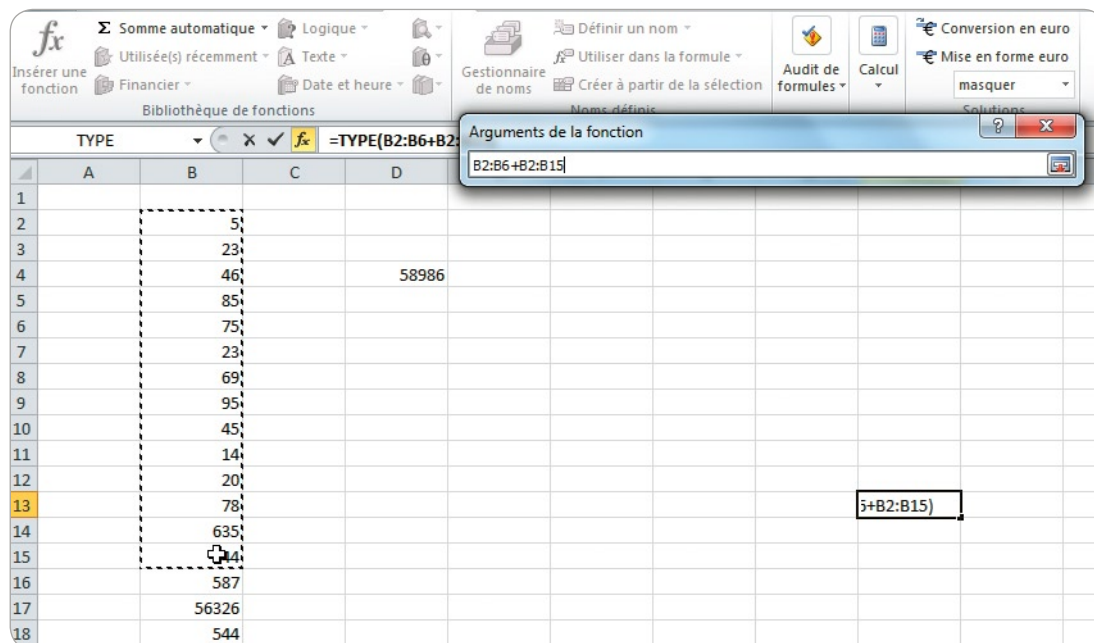 fx Σ Somme automatique Logique Définir un nom Conversion en euro
Utilisée(s) récemment A Texte θ fx Utiliser dans la formule Mise en forme euro
Insérer une fonction Financier Date et heure Gestionnaire de noms Créer à partir de la sélection Audit de formules Calcul masquer
Bibliothèque de fonctions Noms définis Solutions
Arguments de la fonction ? X
TYPE fx =TYPE(B2:B6+B2:
B2:B6+B2:B15
A B C D
1
2 5
3 23
4 46 58986
5 85
6 75
7 23
8 69
9 95
10 45
11 14
12 20
13 78 +B2:B15)
14 635
15 44
16 587
17 56326
18 544